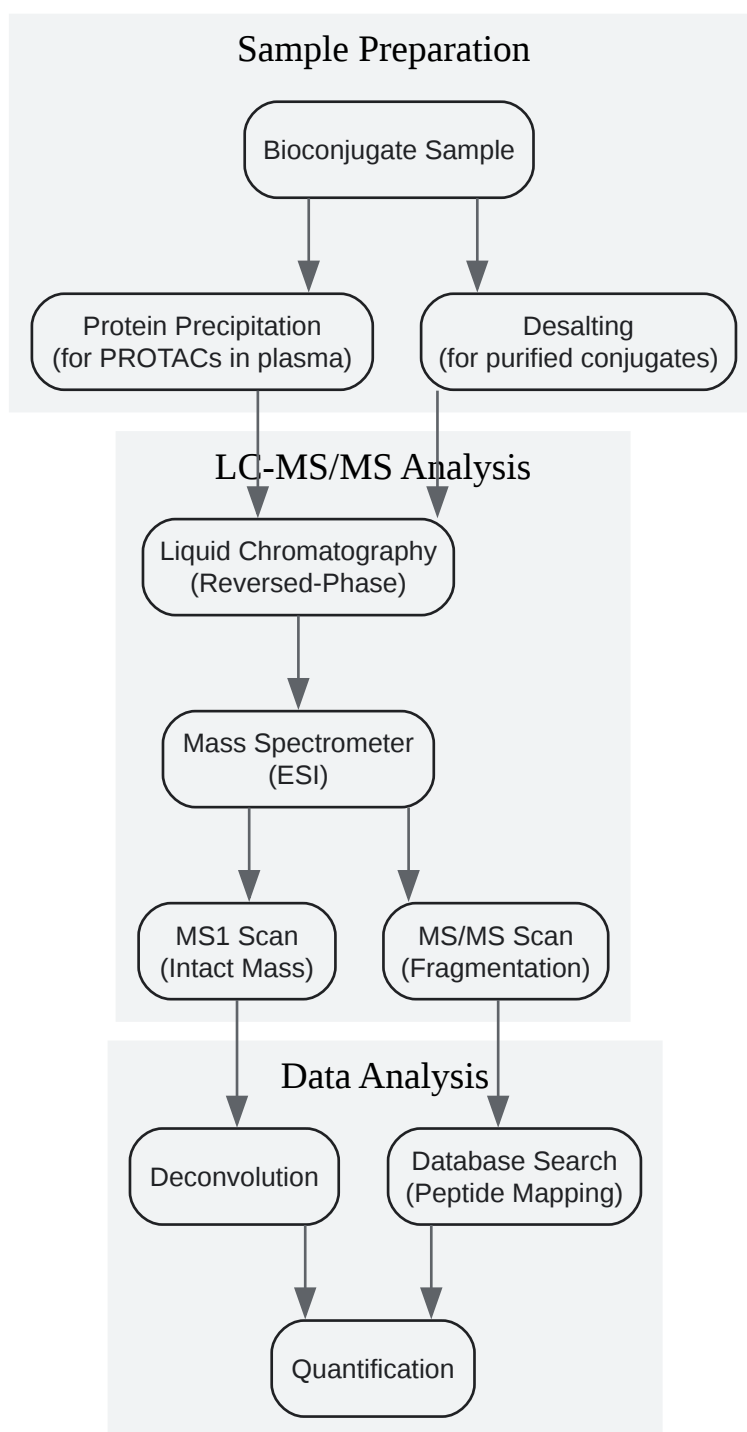 Sample Preparation
Bioconjugate Sample
Protein Precipitation
(for PROTACs in plasma)
Desalting
(for purified conjugates)
LC-MS/MS Analysis
Liquid Chromatography
(Reversed-Phase)
Mass Spectrometer
(ESI)
MS1 Scan
(Intact Mass)
MS/MS Scan
(Fragmentation)
Data Analysis
Deconvolution
Database Search
(Peptide Mapping)
Quantification